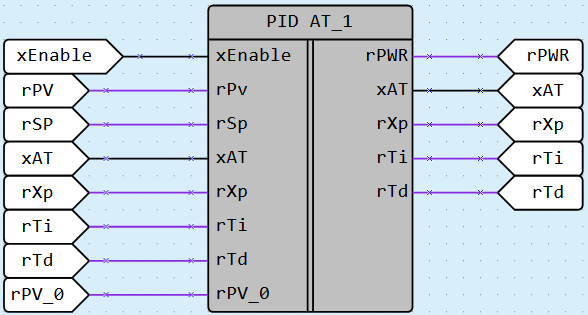 PID AT_1
xEnable xEnable rPWR rPWR
rPV rPv xAT xAT
rSP rSp rXp rXp
xAT xAT rTi rTi
rXp rXp rTd rTd
rTi rTi
rTd rTd
rPV_0 rPV_0